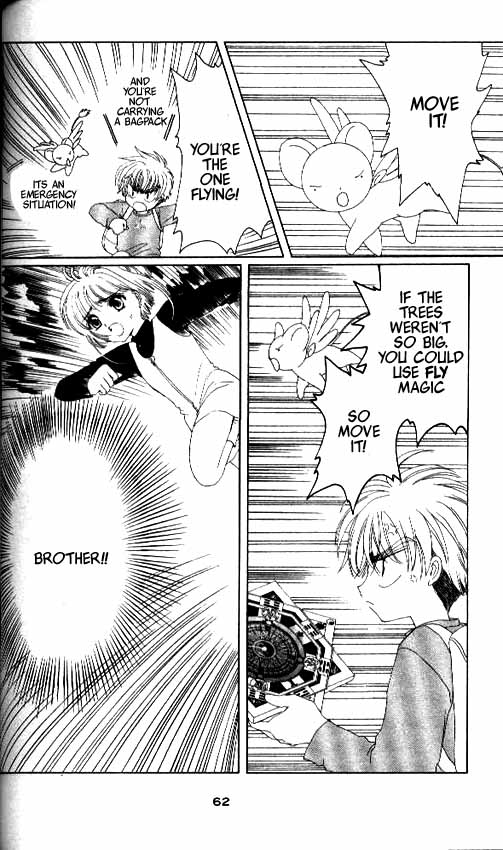 MOVE
IT!
YOU'RE
THE
ONE
FLYING!
AND
YOU'RE
NOT
CARRYING
A BAGPACK
IT'S AN
EMERGENCY
SITUATION!
IF THE
TREES
WEREN'T
SO BIG,
YOU COULD
USE FLY
MAGIC
SO
MOVE
IT!
BROTHER!!
62